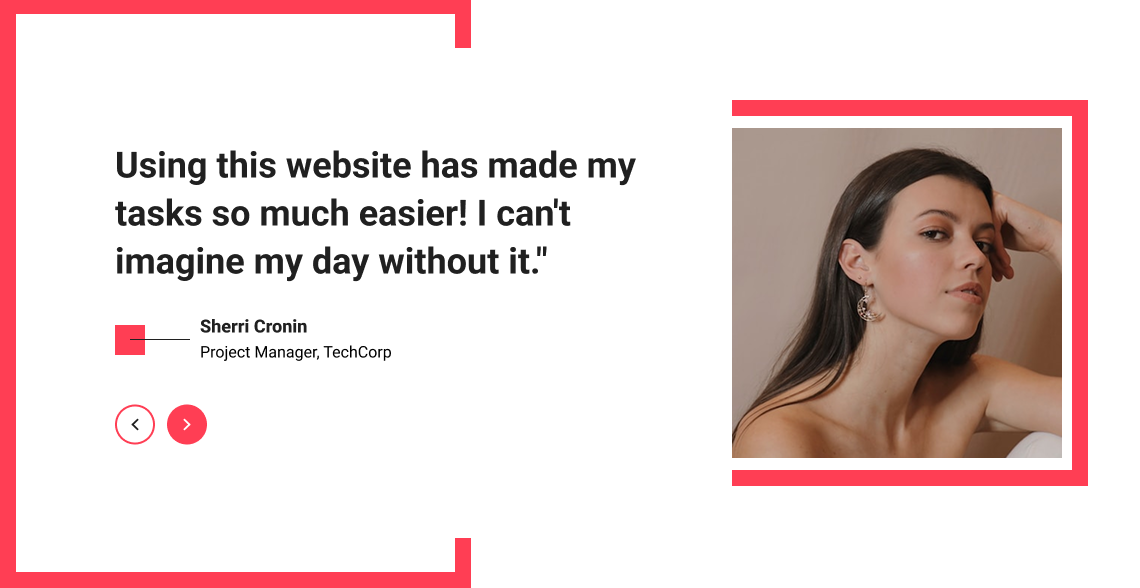 Using this website has made my
tasks so much easier! I can't
imagine my day without it."
Sherri Cronin
Project Manager, TechCorp